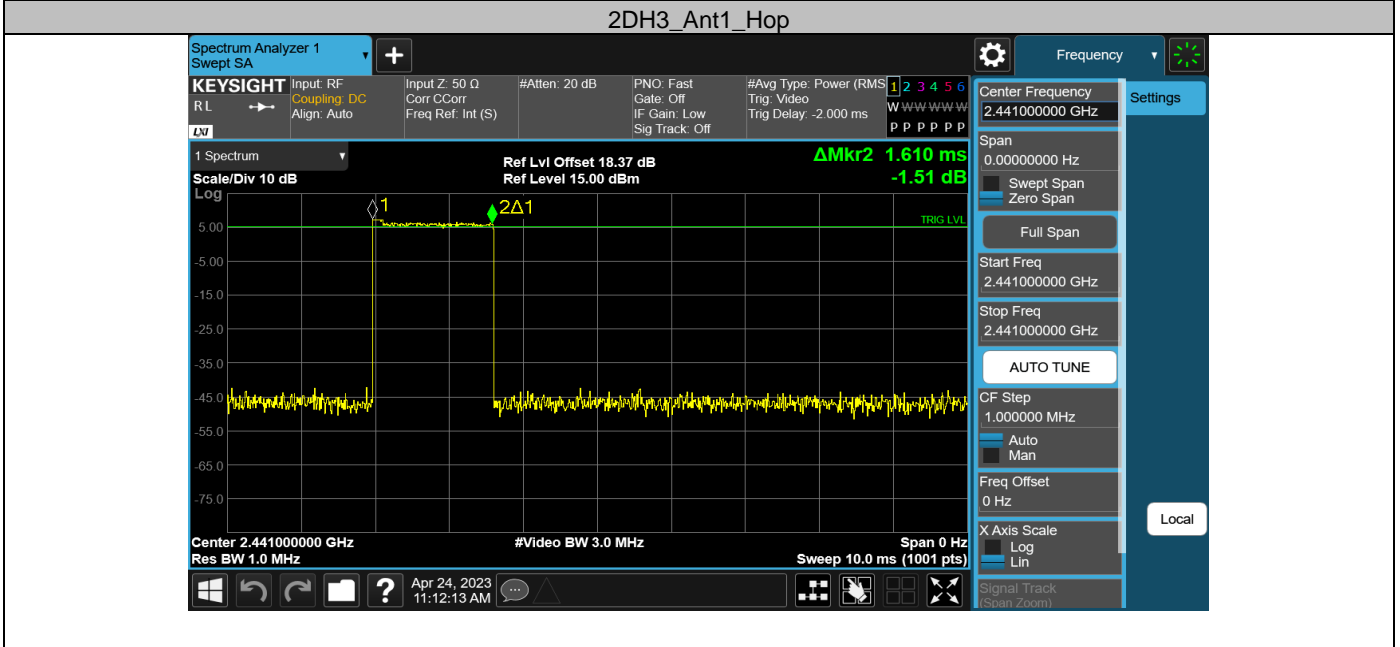 2DH3_Ant1_Hop
Spectrum Analyzer 1
Swept SA
Frequency
KEYSIGHT
R L
LXI
Input: RF
Coupling: DC
Align: Auto
Input Z: 50 Ω
Corr CCorr
Freq Ref: Int (S)
#Atten: 20 dB
PNO: Fast
Gate: Off
IF Gain: Low
Sig Track: Off
#Avg Type: Power (RMS
Trig: Video
Trig Delay: -2.000 ms
1 2 3 4 5 6
W W W W W W
P P P P P P
1 Spectrum
Scale/Div 10 dB
Log
Ref Lvl Offset 18.37 dB
Ref Level 15.00 dBm
ΔMkr2 1.610 ms
-1.51 dB
1
2Δ1
TRIG LVL
5.00
-5.00
-15.0
-25.0
-35.0
-45.0
-55.0
-65.0
-75.0
Center 2.441000000 GHz
Res BW 1.0 MHz
#Video BW 3.0 MHz
Span 0 Hz
Sweep 10.0 ms (1001 pts)
Center Frequency
2.441000000 GHz
Span
0.00000000 Hz
Swept Span
Zero Span
Full Span
Start Freq
2.441000000 GHz
Stop Freq
2.441000000 GHz
AUTO TUNE
CF Step
1.000000 MHz
Auto
Man
Freq Offset
0 Hz
X Axis Scale
Log
Lin
Signal Track
(Span Zoom)
Settings
Local
?
Apr 24, 2023
11:12:13 AM